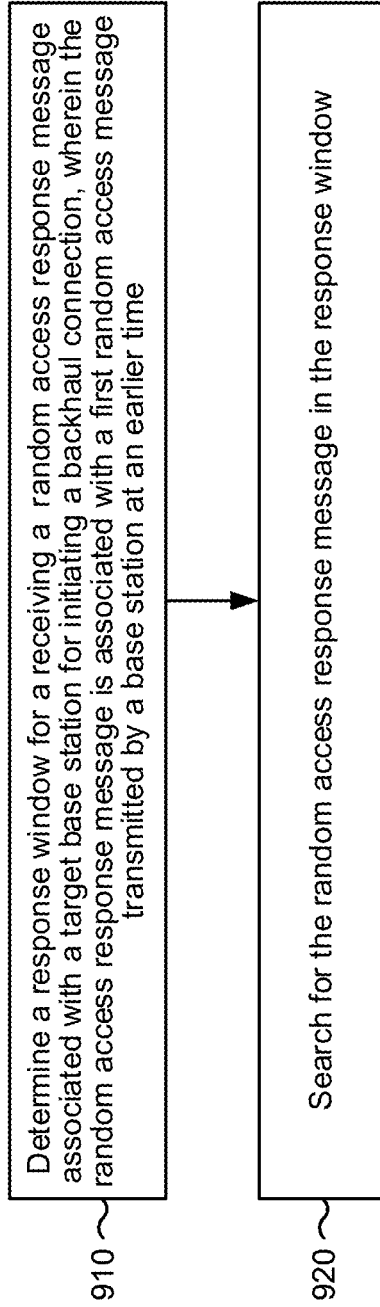 910
Determine a response window for a receiving a random access response message
associated with a target base station for initiating a backhaul connection, wherein the
random access response message is associated with a first random access message
transmitted by a base station at an earlier time
920
Search for the random access response message in the response window